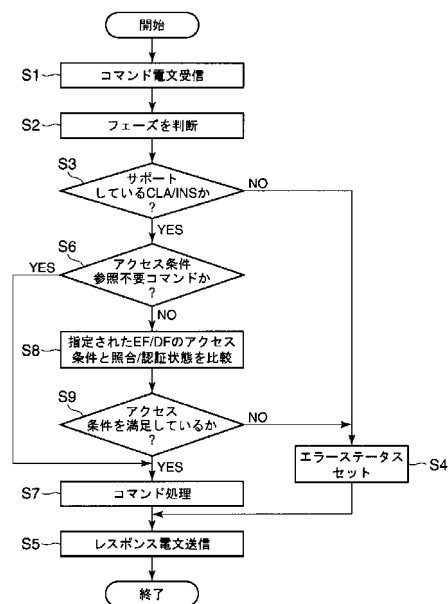 開始
S1
コマンド電文受信
S2
フェーズを判断
S3
サポート
しているCLA/INSか
?
NO
YES
S6
アクセス条件
参照不要コマンドか
?
YES
NO
S8
指定されたEF/DFのアクセス
条件と照合/認証状態を比較
S9
アクセス
条件を満足しているか
?
NO
YES
エラーステータス
セット
S4
S7
コマンド処理
S5
レスポンス電文送信
終了